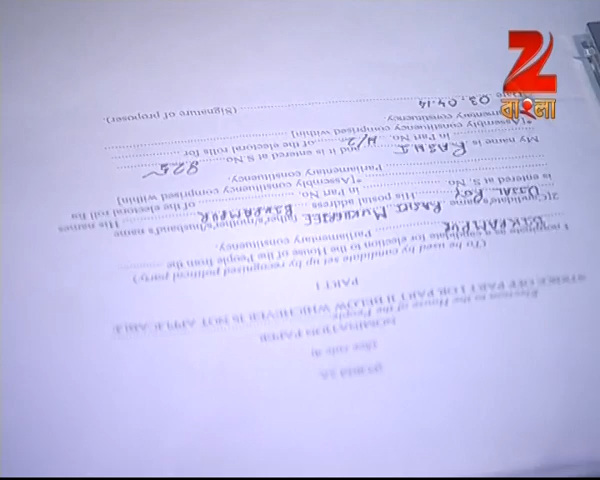 FORM 2A
(See rule 4)
NOMINATION PAPER
Election to the House of the People
STRIKE OFF PART I OR PART II BELOW WHICHEVER IS NOT APPLICABLE
PART I
(To be used by candidate set up by recognised political party)
I nominate as a candidate for election to the House of the People from the ............
BIKRAMPUR Parliamentary constituency.
Candidate's name RASHI MUKHERJEE father's/mother's/husband's name
UJJAL ROY His postal address BIKRAMPUR His name is
entered at S. No. in Part No. of the electoral roll for
*(Assembly constituency comprised within)
Parliamentary constituency.
My name is RASHI and it is entered at S.No. 825
in Part No. H/2 of the electoral rolls for
*(Assembly constituency comprised within)
Parliamentary constituency.
Date 03.04.14
(Signature of proposer).
Z
বাংলা